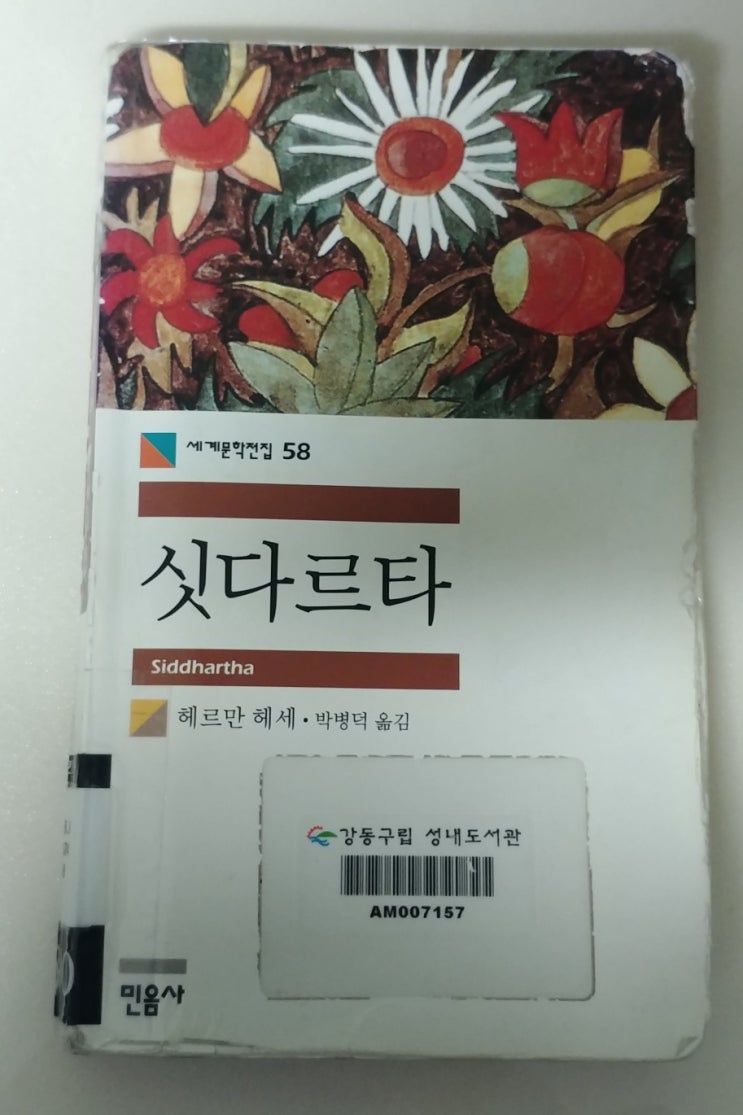 세계문학전집 58
싯다르타
Siddhartha
헤르만 헤세·박병덕 옮김
강동구립 성내도서관
AM007157
민음사